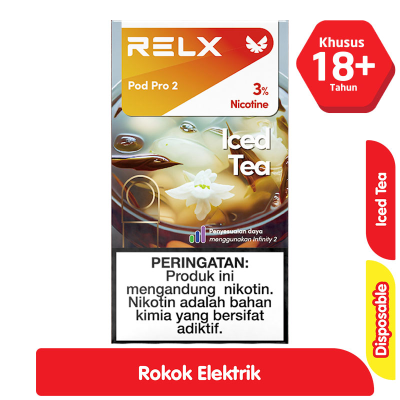 RELX
Khusus
18+
Tahun
Pod Pro 2
3%
Nicotine
Iced
Tea
Penyesuaian daya
menggunakan Infinity 2
PERINGATAN:
Produk ini
mengandung nikotin.
Nikotin adalah bahan
kimia yang bersifat
adiktif.
Iced Tea
Disposable
Rokok Elektrik